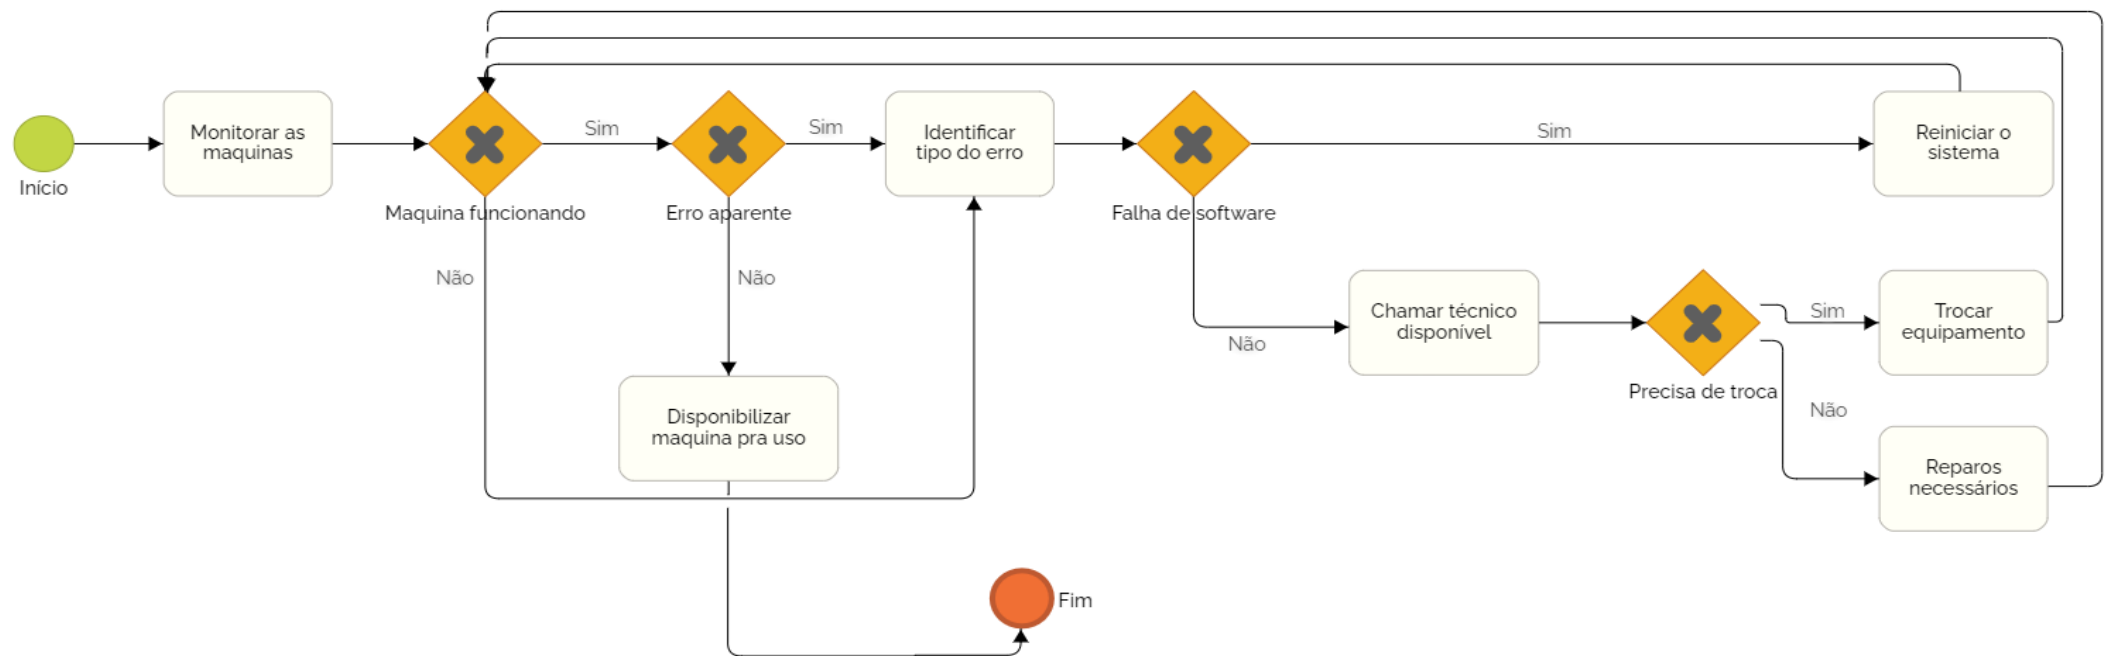 Início
Monitorar as
maquinas
Maquina funcionando
Sim
Não
Erro aparente
Sim
Não
Disponibilizar
maquina pra uso
Identificar
tipo do erro
Falha de software
Sim
Reiniciar o
sistema
Não
Chamar técnico
disponível
Precisa de troca
Sim
Trocar
equipamento
Não
Reparos
necessários
Fim